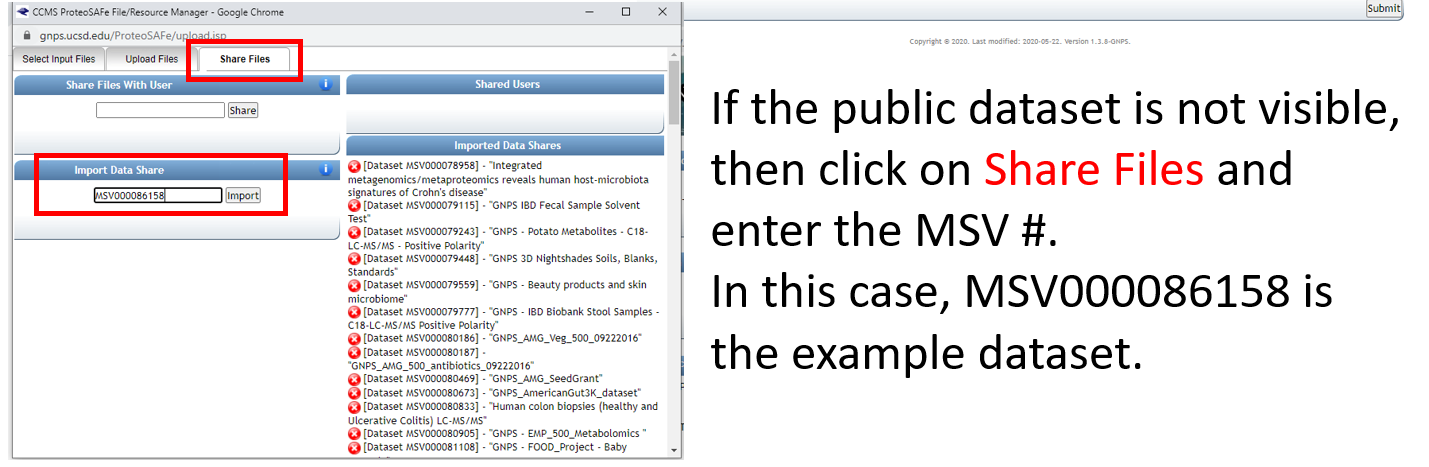 CCMS ProteoSAFe File/Resource Manager - Google Chrome
gnps.ucsd.edu/ProteoSAFe/upload.jsp
Select Input Files
Upload Files
Share Files
Share Files With User
Share
Import Data Share
MSV000086158
Import
Shared Users
Imported Data Shares
[Dataset MSV000078958] - "Integrated
metagenomics/metaproteomics reveals human host-microbiota
signatures of Crohn's disease"
[Dataset MSV000079115] - "GNPS IBD Fecal Sample Solvent
Test"
[Dataset MSV000079243] - "GNPS - Potato Metabolites - C18-
LC-MS/MS - Positive Polarity"
[Dataset MSV000079448] - "GNPS 3D Nightshades Soils, Blanks,
Standards"
[Dataset MSV000079559] - "GNPS - Beauty products and skin
microbiome"
[Dataset MSV000079777] - "GNPS - IBD Biobank Stool Samples -
C18-LC-MS/MS Positive Polarity"
[Dataset MSV000080186] - "GNPS_AMG_Veg_500_09222016"
[Dataset MSV000080187] -
"GNPS_AMG_500_antibiotics_09222016"
[Dataset MSV000080469] - "GNPS_AMG_SeedGrant"
[Dataset MSV000080673] - "GNPS_AmericanGut3K_dataset"
[Dataset MSV000080833] - "Human colon biopsies (healthy and
Ulcerative Colitis) LC-MS/MS"
[Dataset MSV000080905] - "GNPS - EMP_500_Metabolomics "
[Dataset MSV000081108] - "GNPS - FOOD_Project - Baby
Submit
Copyright © 2020. Last modified: 2020-05-22. Version 1.3.8-GNPS.
If the public dataset is not visible,
then click on Share Files and
enter the MSV #.
In this case, MSV000086158 is
the example dataset.